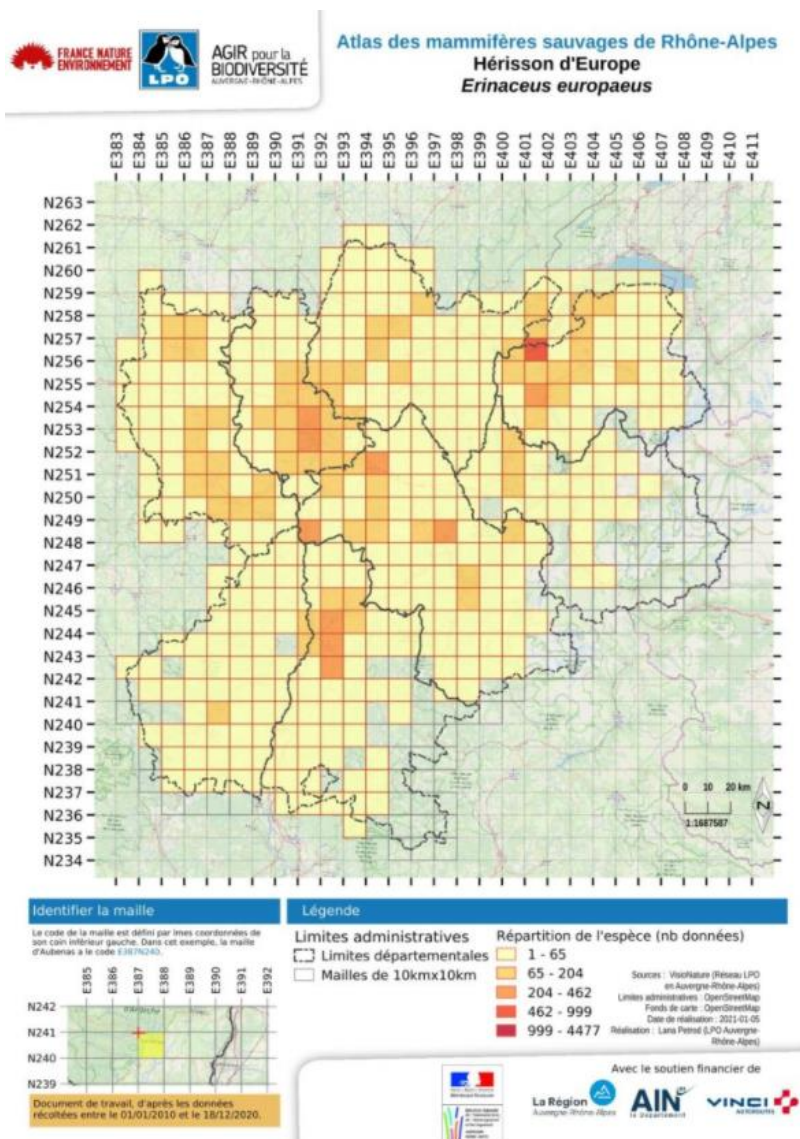 FRANCE NATURE
ENVIRONNEMENT
LPO
AGIR pour la
BIODIVERSITÉ
AUVERGNE-RHÔNE-ALPES
Atlas des mammifères sauvages de Rhône-Alpes
Hérisson d'Europe
Erinaceus europaeus
E383 E384 E385 E386 E387 E388 E389 E390 E391 E392 E393 E394 E395 E396 E397 E398 E399 E400 E401 E402 E403 E404 E405 E406 E407 E408 E409 E410 E411
N263
N262
N261
N260
N259
N258
N257
N256
N255
N254
N253
N252
N251
N250
N249
N248
N247
N246
N245
N244
N243
N242
N241
N240
N239
N238
N237
N236
N235
N234
0 10 20 km
1:1687587
N
Identifier la maille
Le code de la maille est défini par lmes coordonées de
son coin inférieur gauche. Dans cet exemple, la maille
d'Aubenas a le code E387N240.
E385 E386 E387 E388 E389 E390 E391 E392
N242
N241
N240
N239
Document de travail, d'après les données
récoltées entre le 01/01/2010 et le 18/12/2020.
Légende
Limites administratives
Limites départementales
Mailles de 10kmx10km
Répartition de l'espèce (nb données)
1 - 65
65 - 204
204 - 462
462 - 999
999 - 4477
Sources : VisioNature (Réseau LPO
en Auvergne-Rhône-Alpes)
Limites administratives : OpenStreetMap
Fonds de carte : OpenStreetMap
Date de réalisation : 2021-01-05
Réalisation : Lana Petrod (LPO Auvergne-
Rhône-Alpes)
Avec le soutien financier de
La Région
Auvergne-Rhône-Alpes
AIN
le Département
VINCI
AUTOROUTES